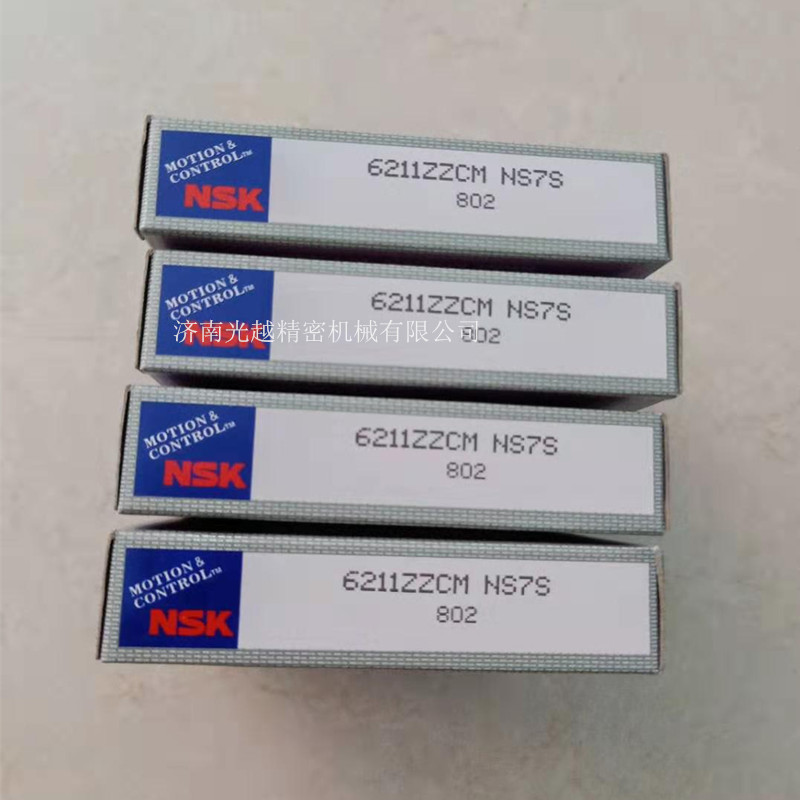 MOTION &
CONTROL™
NSK
6211ZZCM NS7S
802
MOTION &
CONTROL™
NSK
6211ZZCM NS7S
802
济南光越精密机械有限公司
MOTION &
CONTROL™
NSK
6211ZZCM NS7S
802
MOTION &
CONTROL™
NSK
6211ZZCM NS7S
802